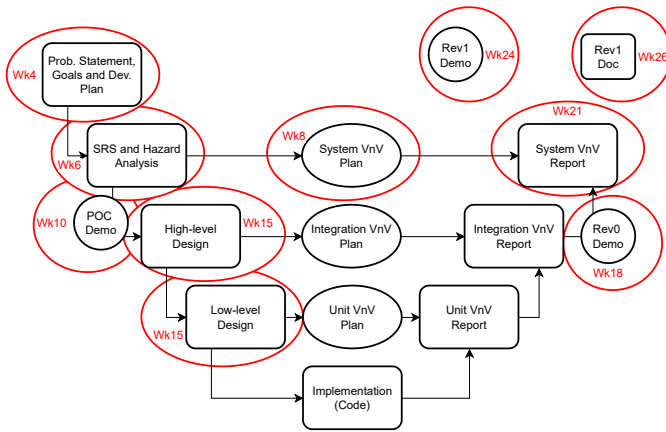 Prob. Statement,
Goals and Dev.
Plan
Wk4
Rev1
Demo
Wk24
Rev1
Doc
Wk26
SRS and Hazard
Analysis
Wk6
Wk8
System VnV
Plan
Wk21
System VnV
Report
Wk10
POC
Demo
High-level
Design
Wk15
Integration VnV
Plan
Integration VnV
Report
Rev0
Demo
Wk18
Wk15
Low-level
Design
Unit VnV
Plan
Unit VnV
Report
Implementation
(Code)